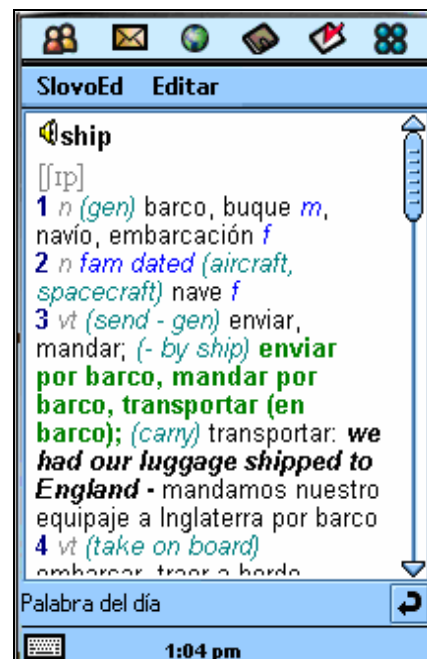 SlovoEd Editar
ship
[ʃɪp]
1 n (gen) barco, buque m,
navío, embarcación f
2 n fam dated (aircraft,
spacecraft) nave f
3 vt (send - gen) enviar,
mandar; (- by ship) enviar
por barco, mandar por
barco, transportar (en
barco); (carry) transportar: we
had our luggage shipped to
England - mandamos nuestro
equipaje a Inglaterra por barco
4 vt (take on board)
embarcar, traer a bordo
Palabra del día
1:04 pm